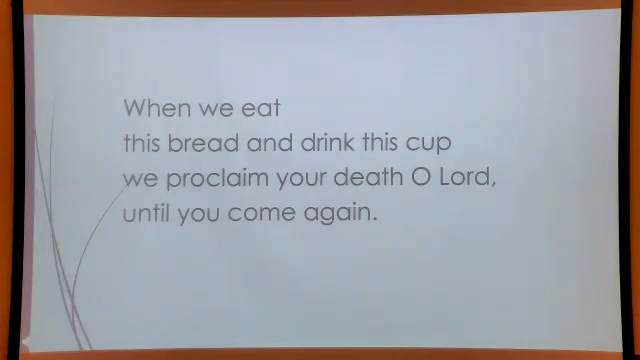 When we eat
this bread and drink this cup
we proclaim your death O Lord,
until you come again.